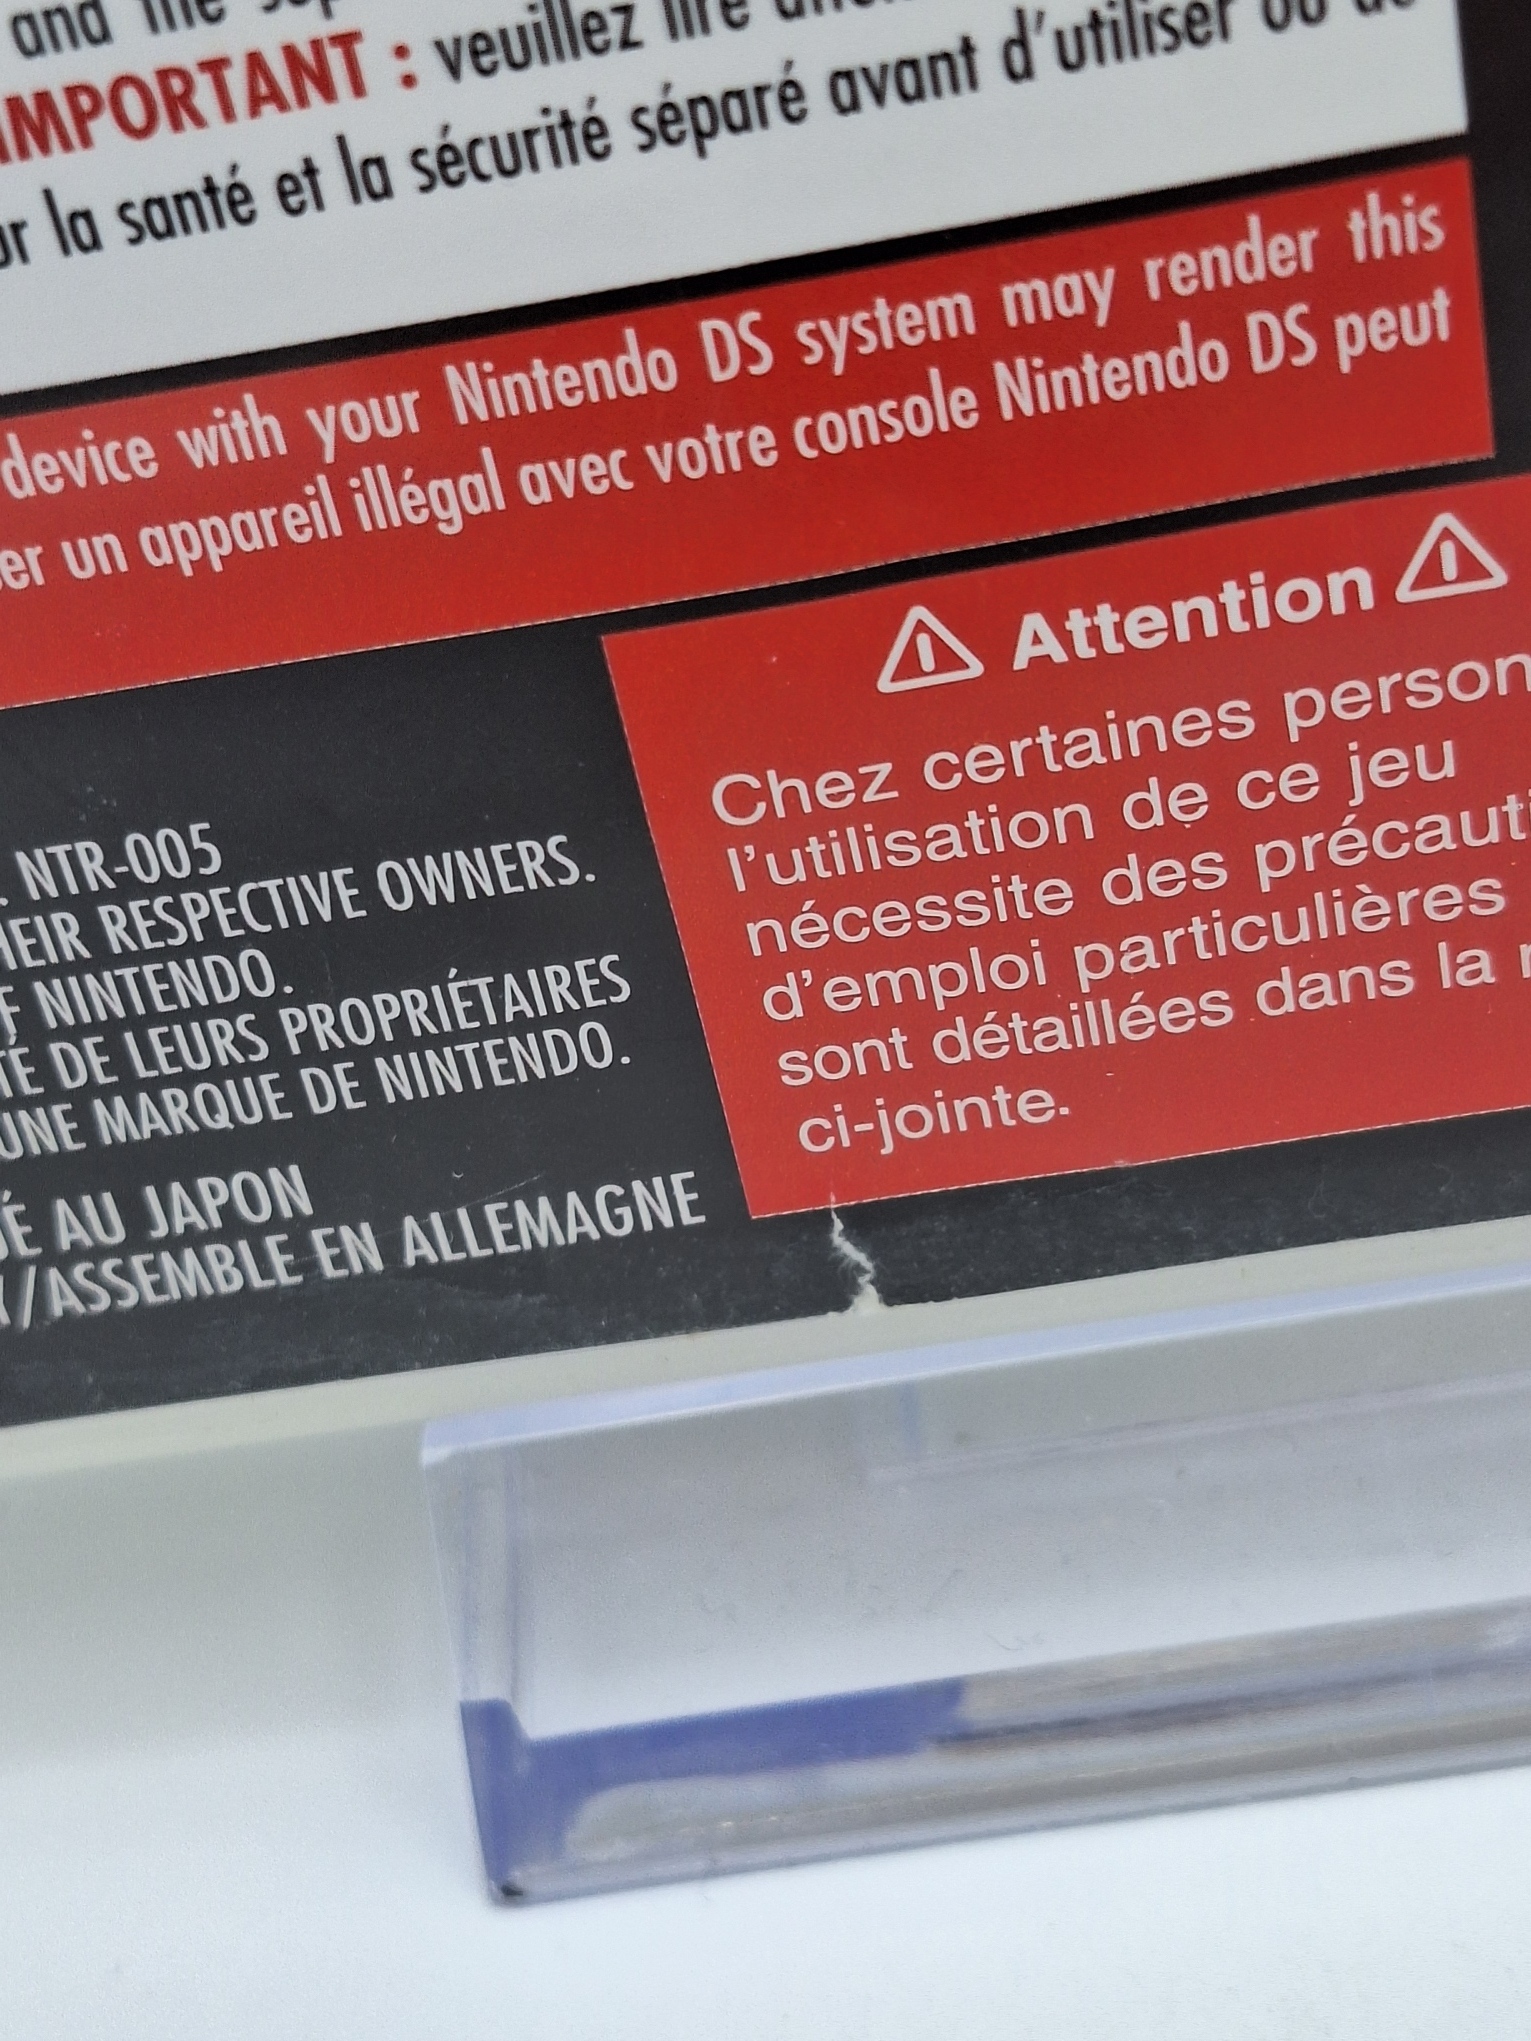 and the
IMPORTANT : veuillez lire
la santé et la sécurité séparé avant d'utiliser ou de
device with your Nintendo DS system may render this
un appareil illégal avec votre console Nintendo DS peut
Attention
Chez certaines person
l'utilisation de ce jeu
nécessite des précaut
d'emploi particulières
sont détaillées dans la
ci-jointe.
. NTR-005
HEIR RESPECTIVE OWNERS.
F NINTENDO.
TÉ DE LEURS PROPRIÉTAIRES
UNE MARQUE DE NINTENDO.
É AU JAPON
/ASSEMBLE EN ALLEMAGNE